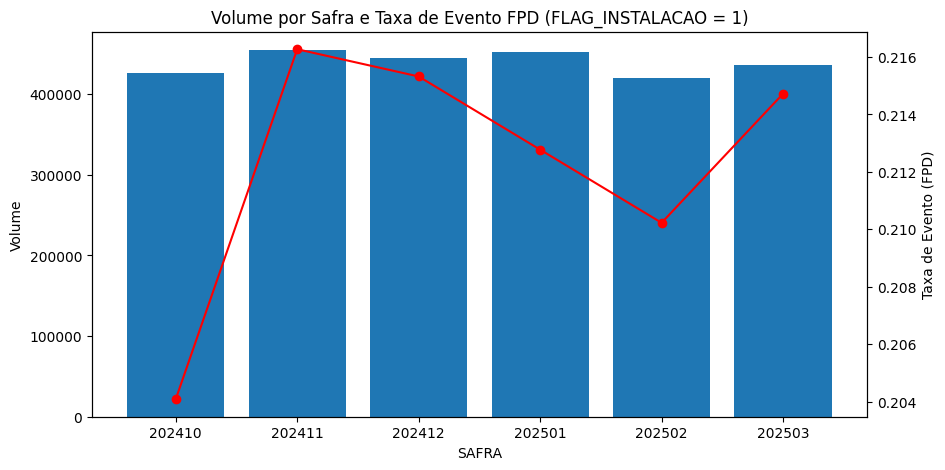 Volume por Safra e Taxa de Evento FPD (FLAG_INSTALACAO = 1)
Volume
400000
300000
200000
100000
0
0.216
0.214
0.212
0.210
0.208
0.206
0.204
Taxa de Evento (FPD)
202410 202411 202412 202501 202502 202503
SAFRA